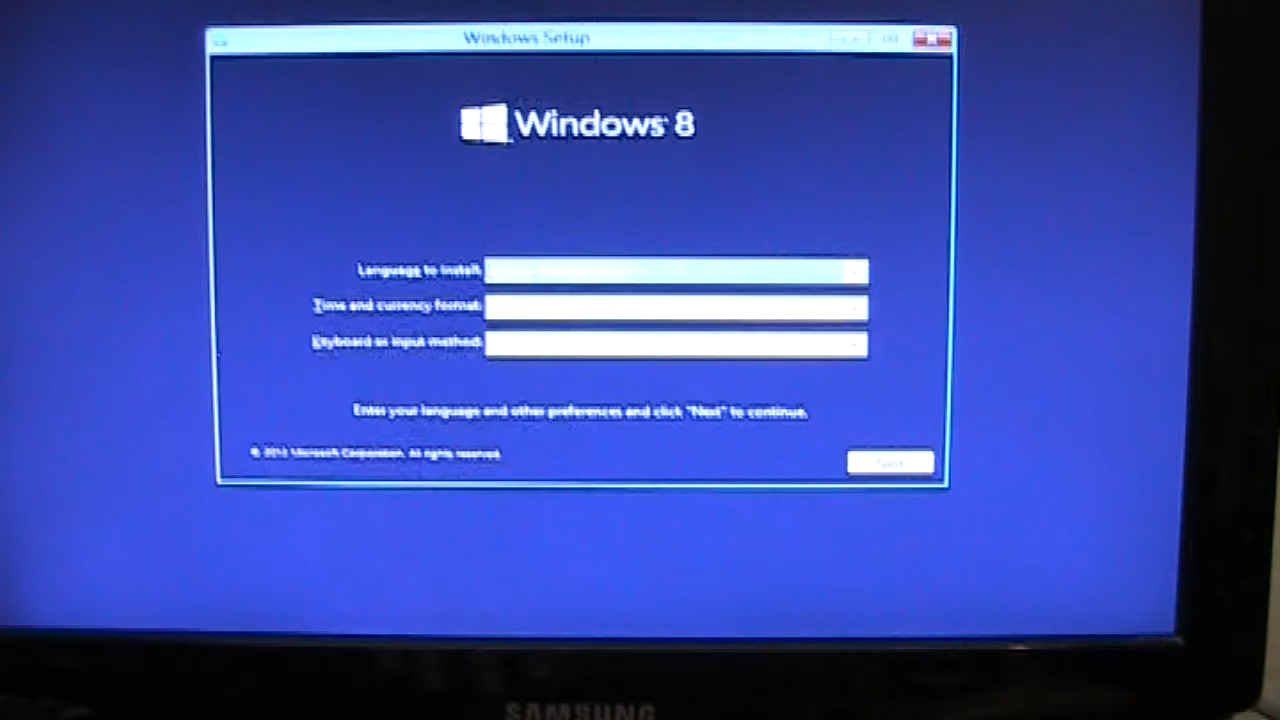 Windows Setup
Windows 8
Language to install:
Time and currency format:
Keyboard or input method:
Enter your language and other preferences and click "Next" to continue.
© 2012 Microsoft Corporation. All rights reserved.
Next
SAMSUNG